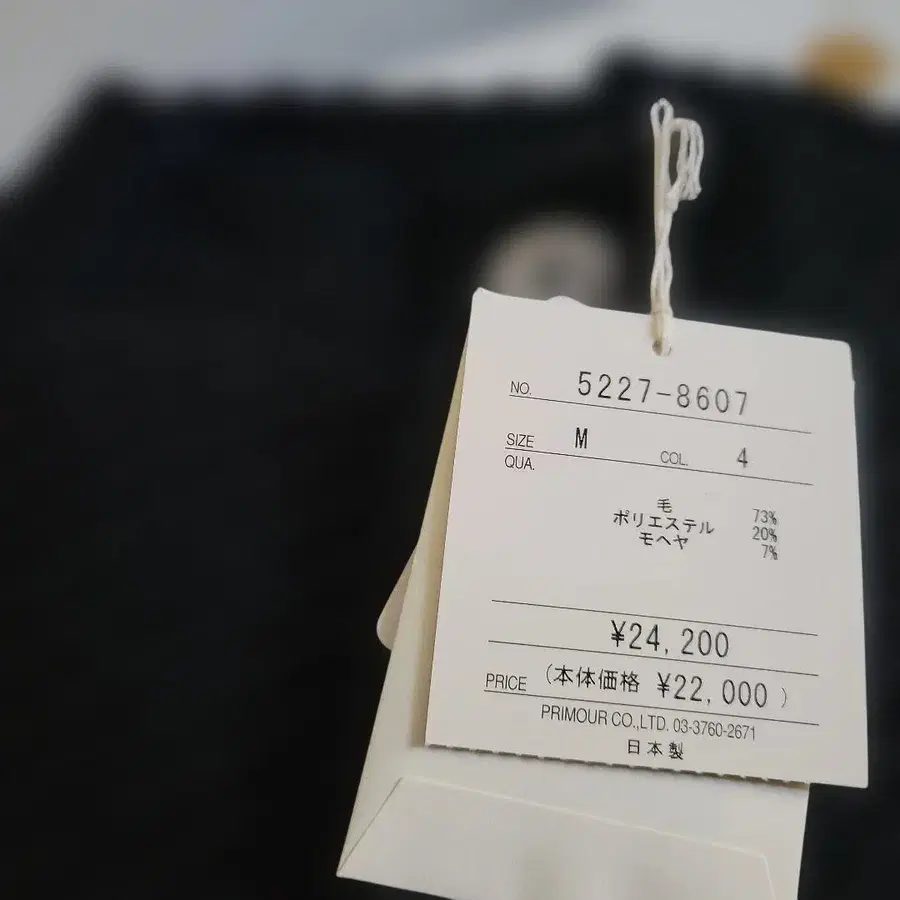 NO. 5227-8607
SIZE M COL. 4
QUA.
毛 73%
ポリエステル 20%
モヘヤ 7%
¥24,200
PRICE (本体価格 ¥22,000)
PRIMOUR CO.,LTD. 03-3760-2671
日本製